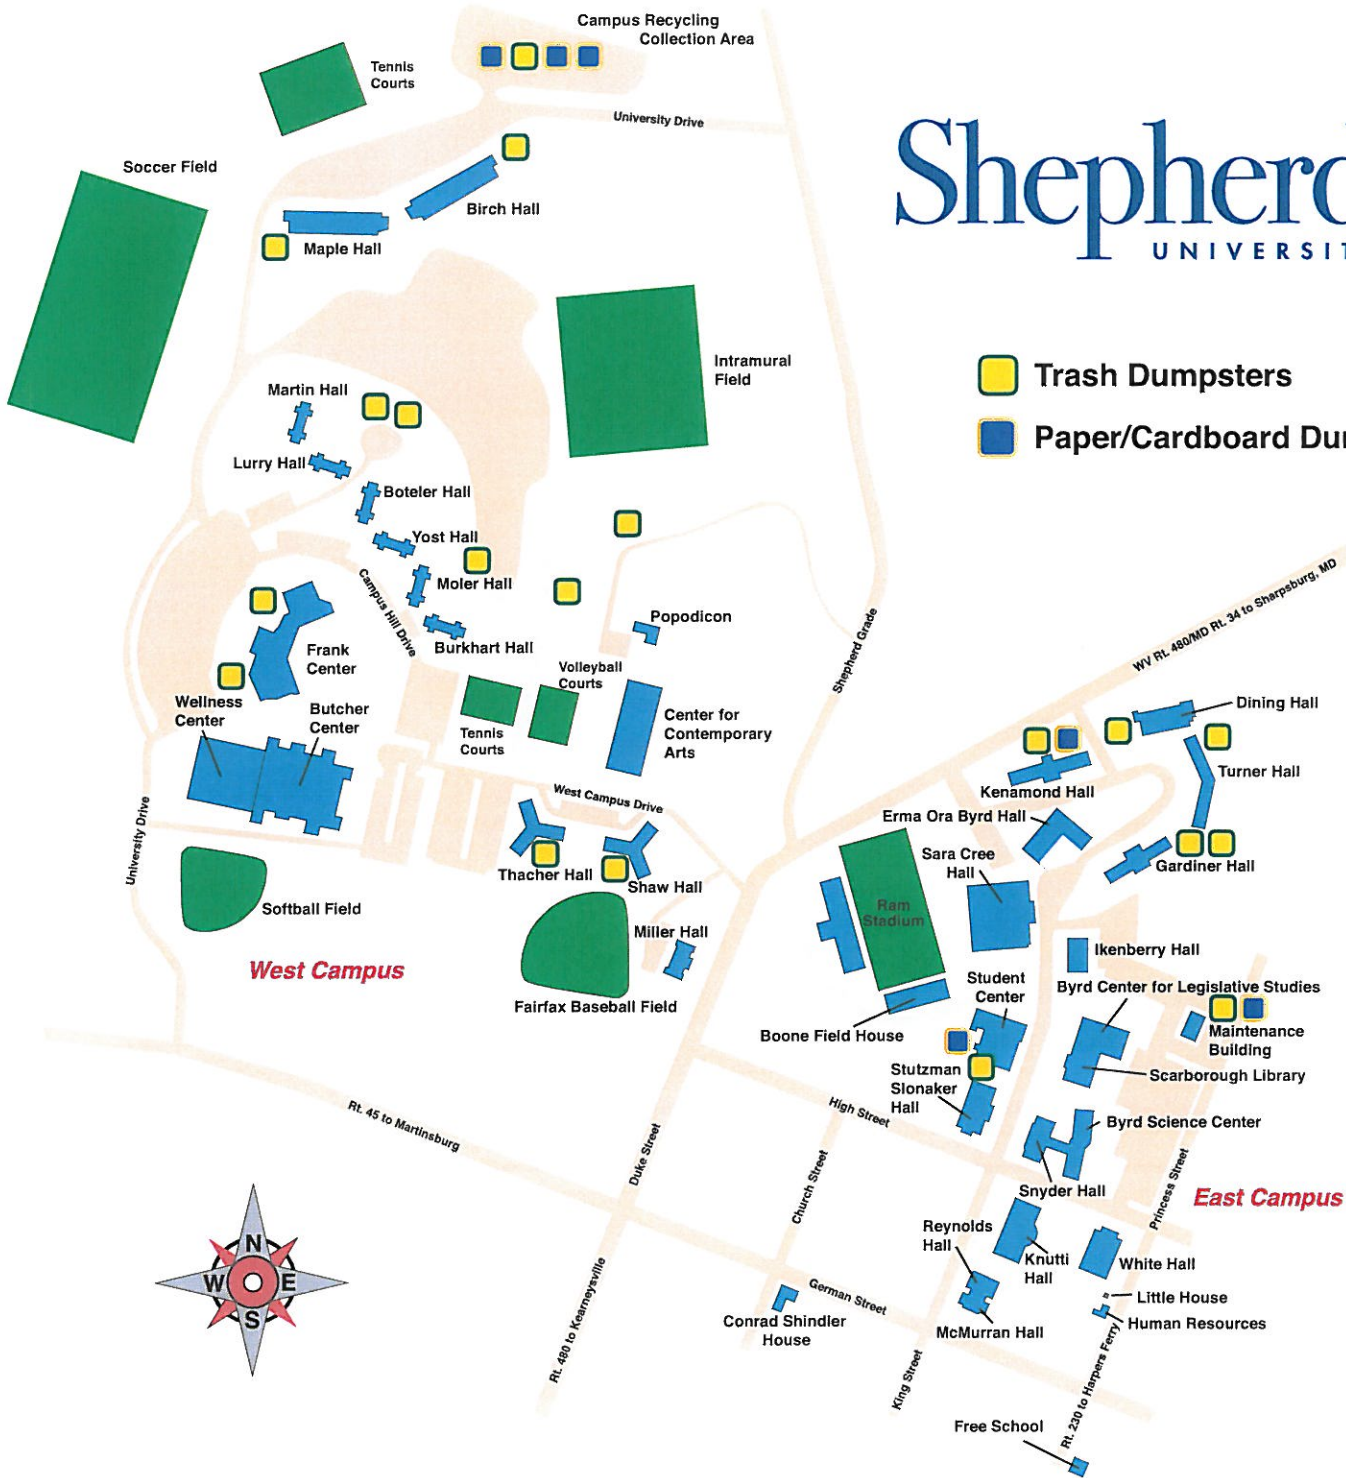 Campus Recycling
Collection Area
Tennis
Courts
University Drive
Soccer Field
Birch Hall
Maple Hall
Shepherd
UNIVERSIT
Intramural
Field
Trash Dumpsters
Paper/Cardboard Du
Martin Hall
Lurry Hall
Boteler Hall
Yost Hall
Moler Hall
Campus Hill Drive
Burkhart Hall
Popodicon
Shepherd Grade
WV Rt. 480/MD Rt. 34 to Sharpsburg, MD
Frank
Center
Volleyball
Courts
Wellness
Center
Butcher
Center
Tennis
Courts
Center for
Contemporary
Arts
Dining Hall
Turner Hall
Kenamond Hall
West Campus Drive
Erma Ora Byrd Hall
University Drive
Sara Cree
Hall
Gardiner Hall
Thacher Hall
Shaw Hall
Softball Field
Ram
Stadium
Miller Hall
Ikenberry Hall
West Campus
Student
Center
Byrd Center for Legislative Studies
Fairfax Baseball Field
Boone Field House
Maintenance
Building
Stutzman
Slonaker
Hall
Scarborough Library
Rt. 45 to Martinsburg
High Street
Byrd Science Center
Duke Street
Church Street
Snyder Hall
Princess Street
East Campus
Reynolds
Hall
Knutti
Hall
White Hall
N
W
E
S
German Street
Little House
Conrad Shindler
House
McMurran Hall
Human Resources
Rt. 480 to Kearneysville
King Street
Rt. 230 to Harpers Ferry
Free School